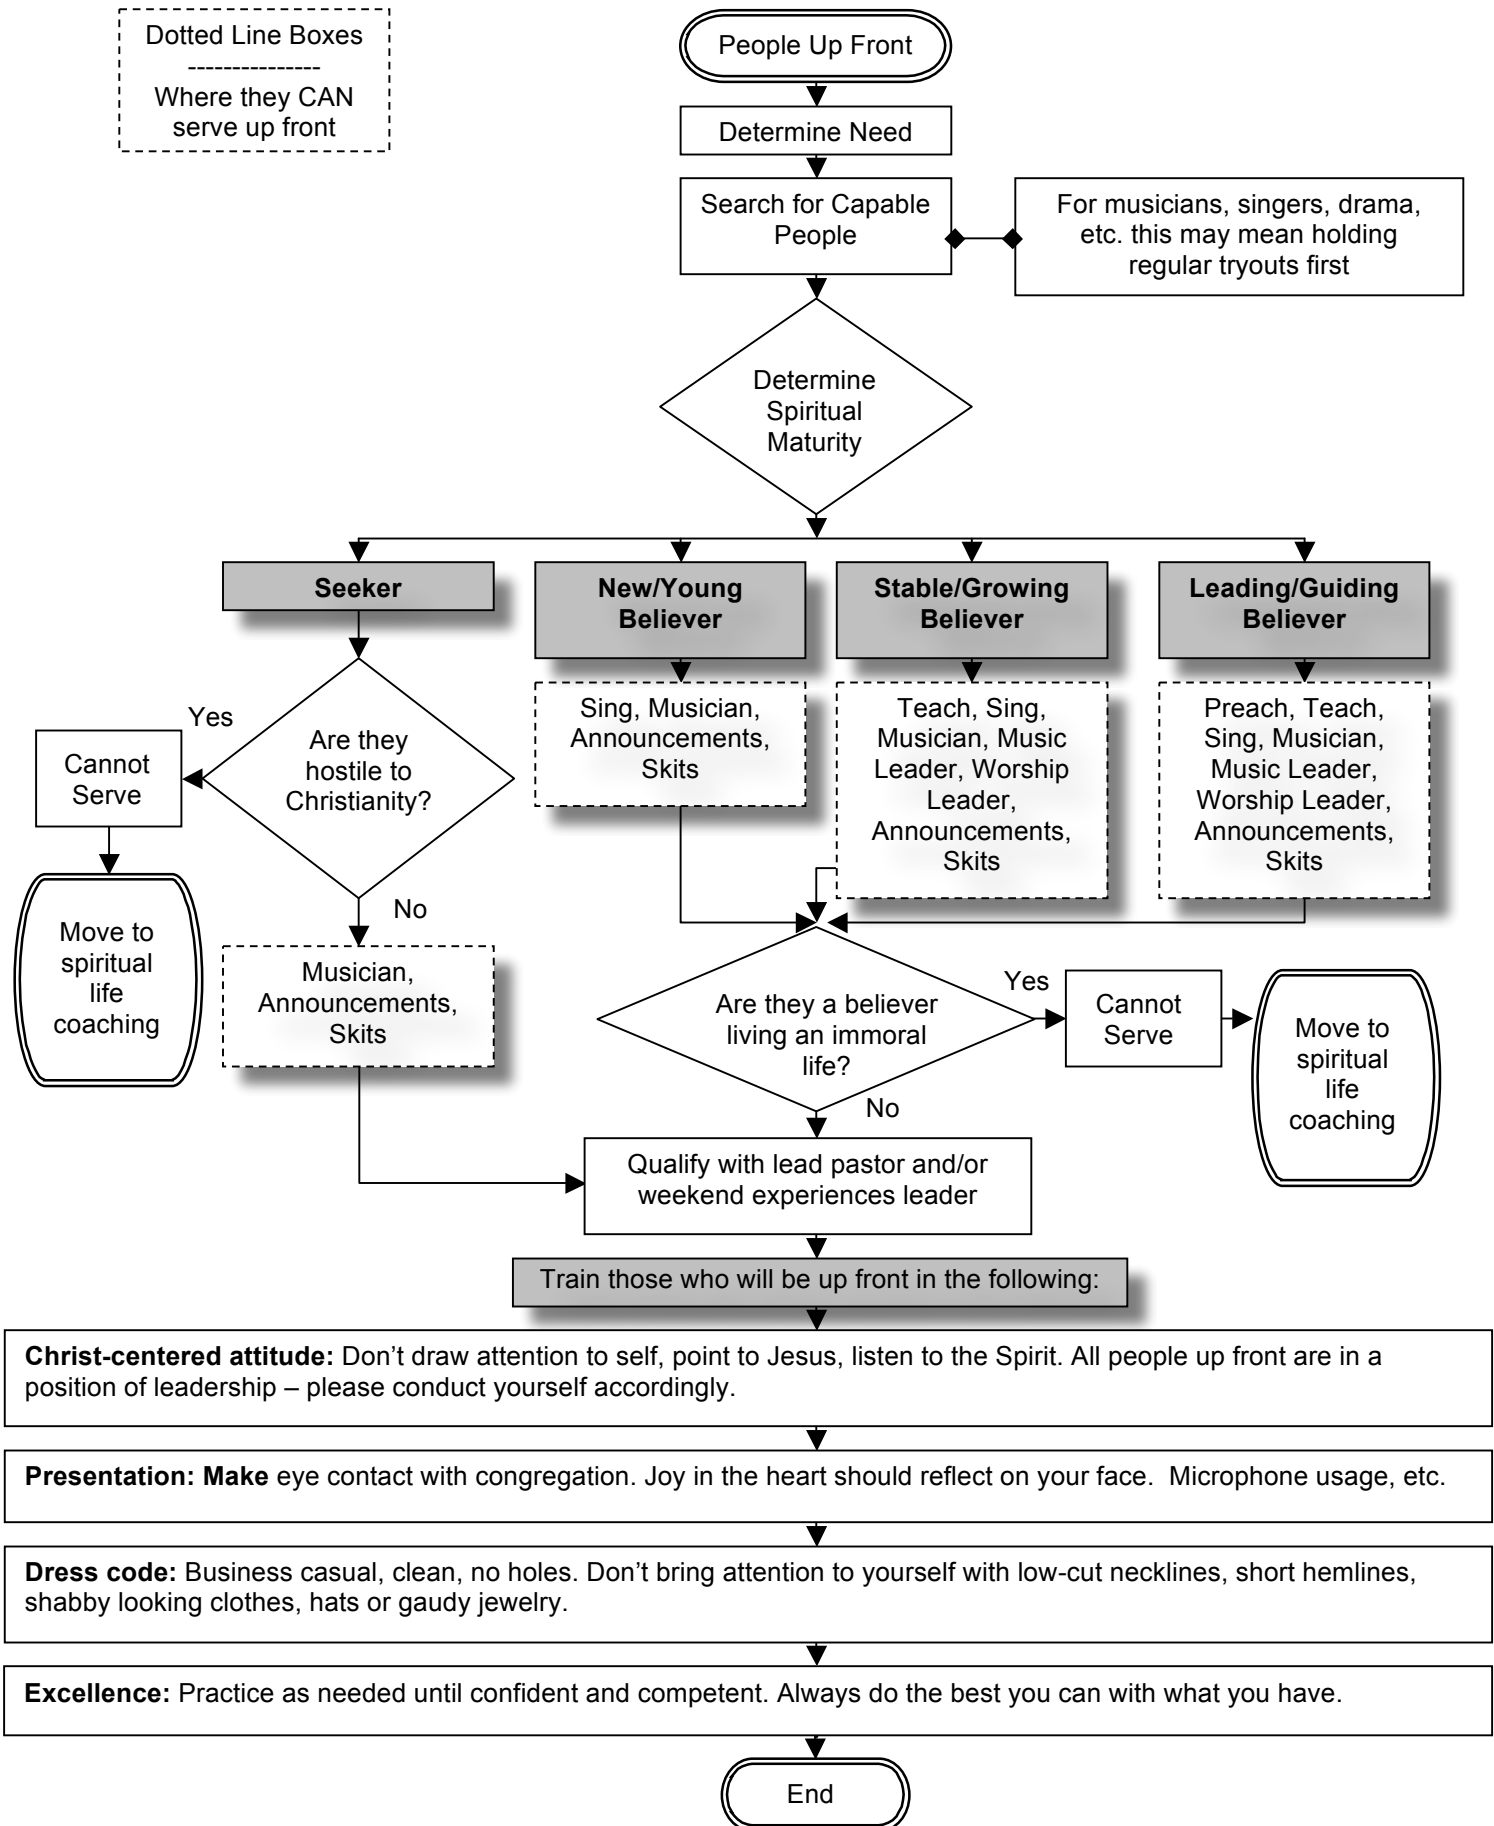 Dotted Line Boxes
---------------
Where they CAN
serve up front
People Up Front
Determine Need
Search for Capable
People
For musicians, singers, drama,
etc. this may mean holding
regular tryouts first
Determine
Spiritual
Maturity
Seeker
New/Young
Believer
Stable/Growing
Believer
Leading/Guiding
Believer
Yes
Cannot
Serve
Are they
hostile to
Christianity?
Sing, Musician,
Announcements,
Skits
Teach, Sing,
Musician, Music
Leader, Worship
Leader,
Announcements,
Skits
Preach, Teach,
Sing, Musician,
Music Leader,
Worship Leader,
Announcements,
Skits
Move to
spiritual
life
coaching
No
Musician,
Announcements,
Skits
Are they a believer
living an immoral
life?
Yes
Cannot
Serve
Move to
spiritual
life
coaching
No
Qualify with lead pastor and/or
weekend experiences leader
Train those who will be up front in the following:
Christ-centered attitude: Don’t draw attention to self, point to Jesus, listen to the Spirit. All people up front are in a
position of leadership – please conduct yourself accordingly.
Presentation: Make eye contact with congregation. Joy in the heart should reflect on your face.  Microphone usage, etc.
Dress code: Business casual, clean, no holes. Don’t bring attention to yourself with low-cut necklines, short hemlines,
shabby looking clothes, hats or gaudy jewelry.
Excellence: Practice as needed until confident and competent. Always do the best you can with what you have.
End